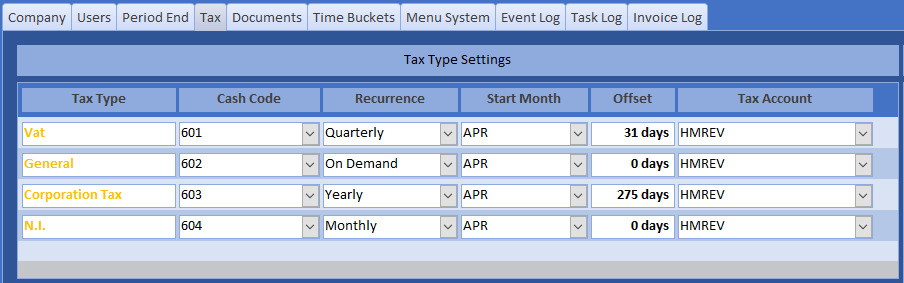 Company Users Period End Tax Documents Time Buckets Menu System Event Log Task Log Invoice Log
Tax Type Settings
Tax Type Cash Code Recurrence Start Month Offset Tax Account
Vat 601 Quarterly APR 31 days HMREV
General 602 On Demand APR 0 days HMREV
Corporation Tax 603 Yearly APR 275 days HMREV
N.I. 604 Monthly APR 0 days HMREV